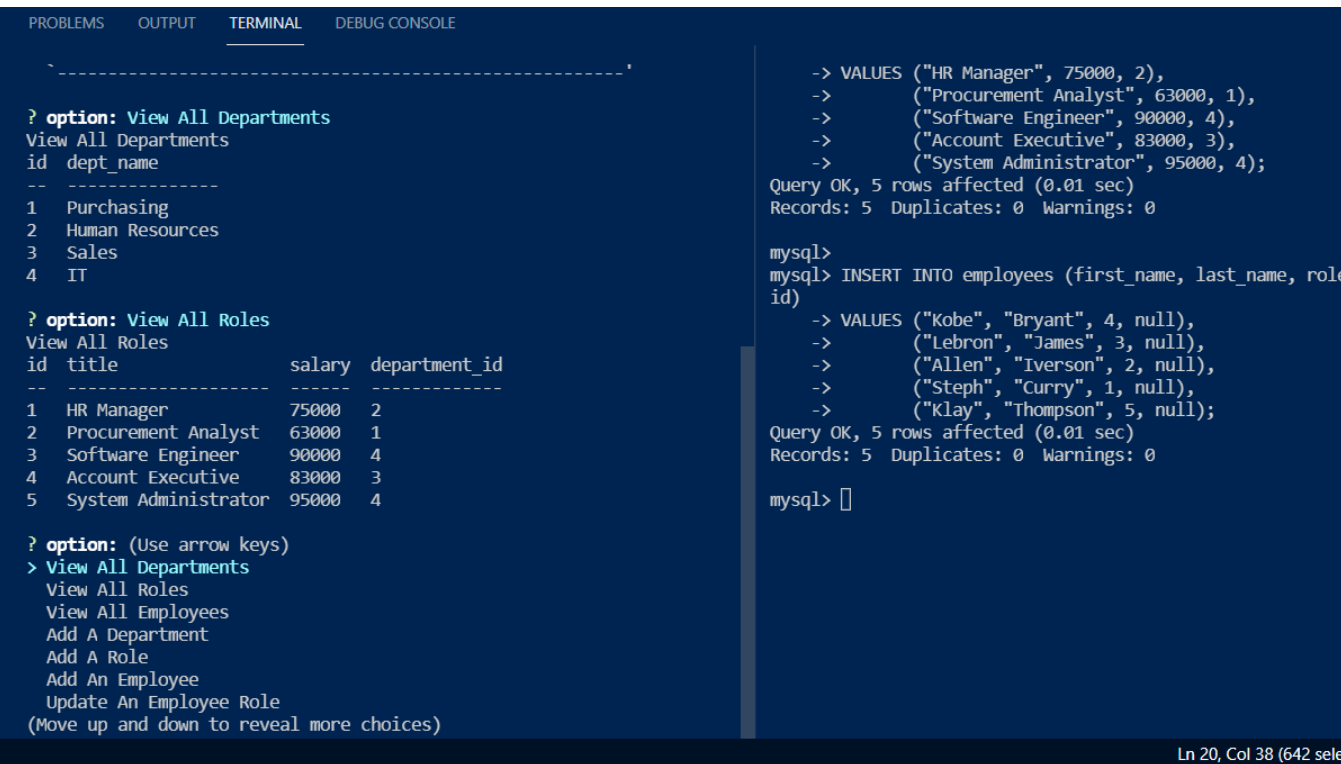 PROBLEMS OUTPUT TERMINAL DEBUG CONSOLE
`--------------------------------------------------------'
? option: View All Departments
View All Departments
id  dept_name
--  ---------------
1   Purchasing
2   Human Resources
3   Sales
4   IT
? option: View All Roles
View All Roles
id  title                 salary  department_id
--  --------------------  ------  -------------
1   HR Manager            75000   2
2   Procurement Analyst   63000   1
3   Software Engineer     90000   4
4   Account Executive     83000   3
5   System Administrator  95000   4
? option: (Use arrow keys)
> View All Departments
  View All Roles
  View All Employees
  Add A Department
  Add A Role
  Add An Employee
  Update An Employee Role
(Move up and down to reveal more choices)
    -> VALUES ("HR Manager", 75000, 2),
    ->        ("Procurement Analyst", 63000, 1),
    ->        ("Software Engineer", 90000, 4),
    ->        ("Account Executive", 83000, 3),
    ->        ("System Administrator", 95000, 4);
Query OK, 5 rows affected (0.01 sec)
Records: 5  Duplicates: 0  Warnings: 0
mysql>
mysql> INSERT INTO employees (first_name, last_name, role
id)
    -> VALUES ("Kobe", "Bryant", 4, null),
    ->        ("Lebron", "James", 3, null),
    ->        ("Allen", "Iverson", 2, null),
    ->        ("Steph", "Curry", 1, null),
    ->        ("Klay", "Thompson", 5, null);
Query OK, 5 rows affected (0.01 sec)
Records: 5  Duplicates: 0  Warnings: 0
mysql>
Ln 20, Col 38 (642 sele